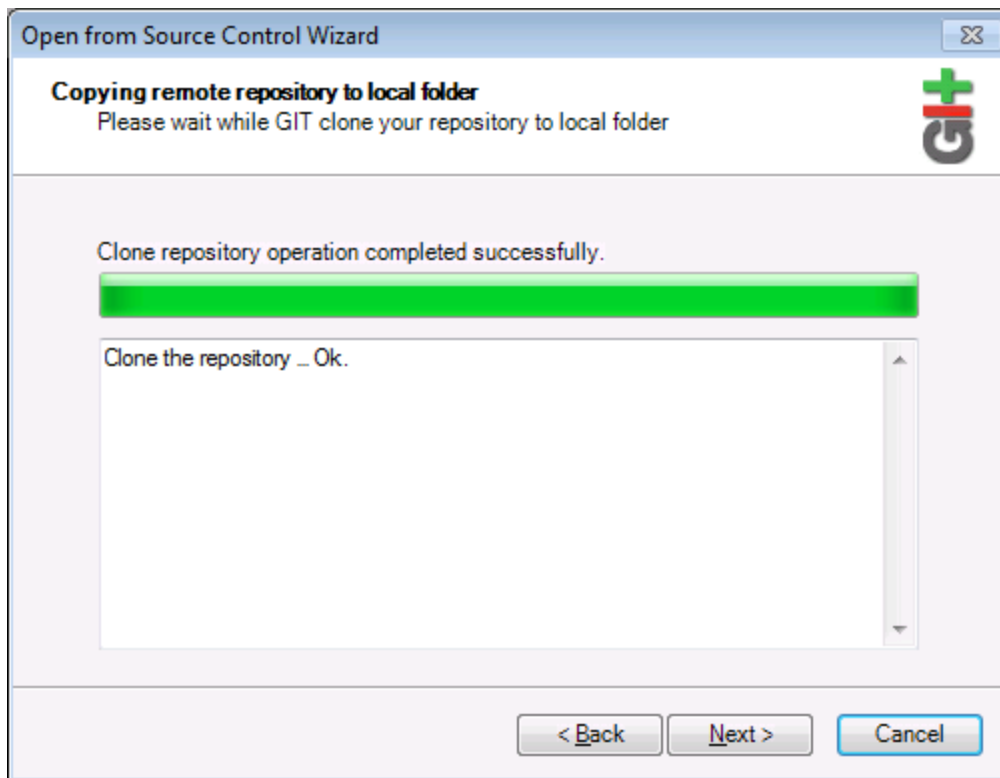 Open from Source Control Wizard
Copying remote repository to local folder
Please wait while GIT clone your repository to local folder
GIt
Clone repository operation completed successfully.
Clone the repository ... Ok.
< Back
Next >
Cancel